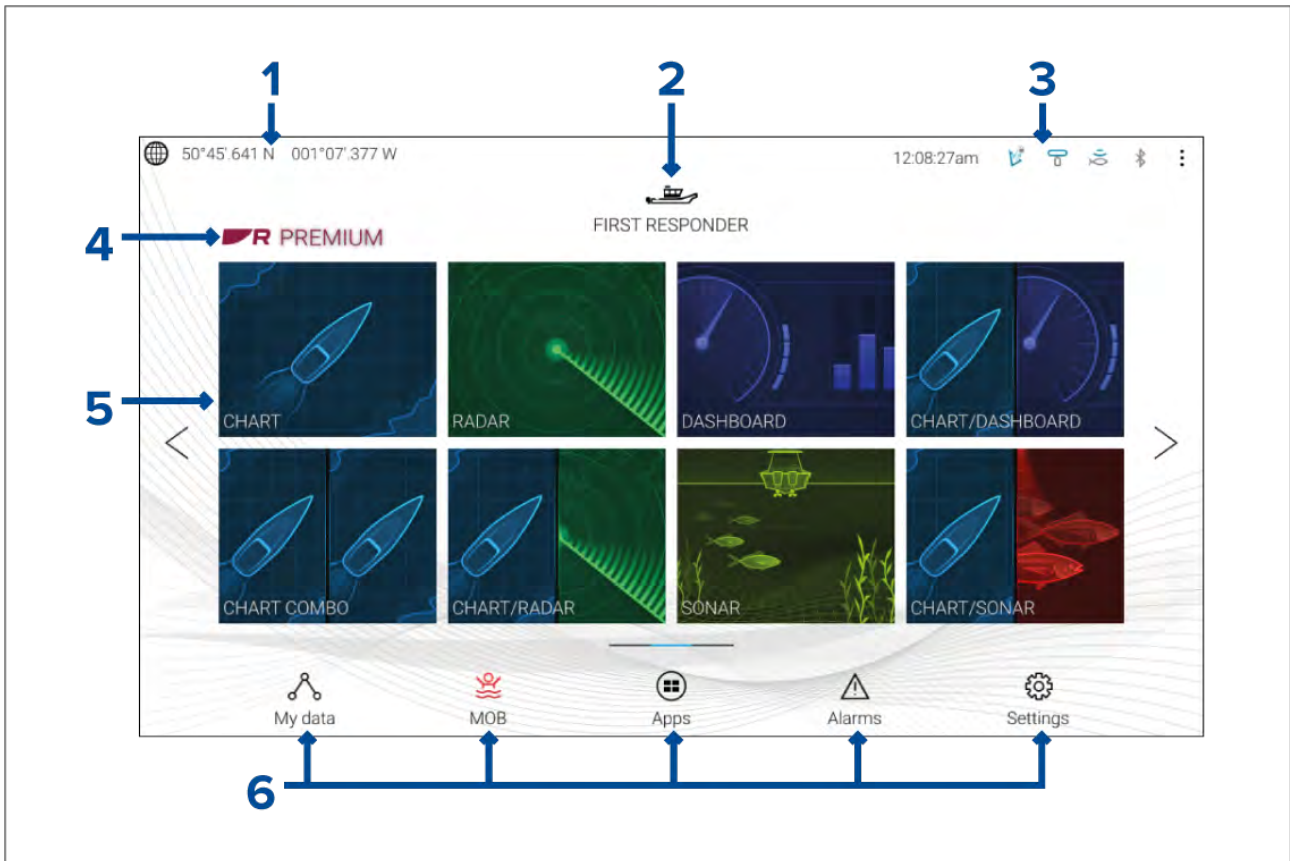 1 2 3
50°45'.641 N 001°07'.377 W 12:08:27am
FIRST RESPONDER
4 R PREMIUM
5
CHART RADAR DASHBOARD CHART/DASHBOARD
CHART COMBO CHART/RADAR SONAR CHART/SONAR
My data MOB Apps Alarms Settings
6